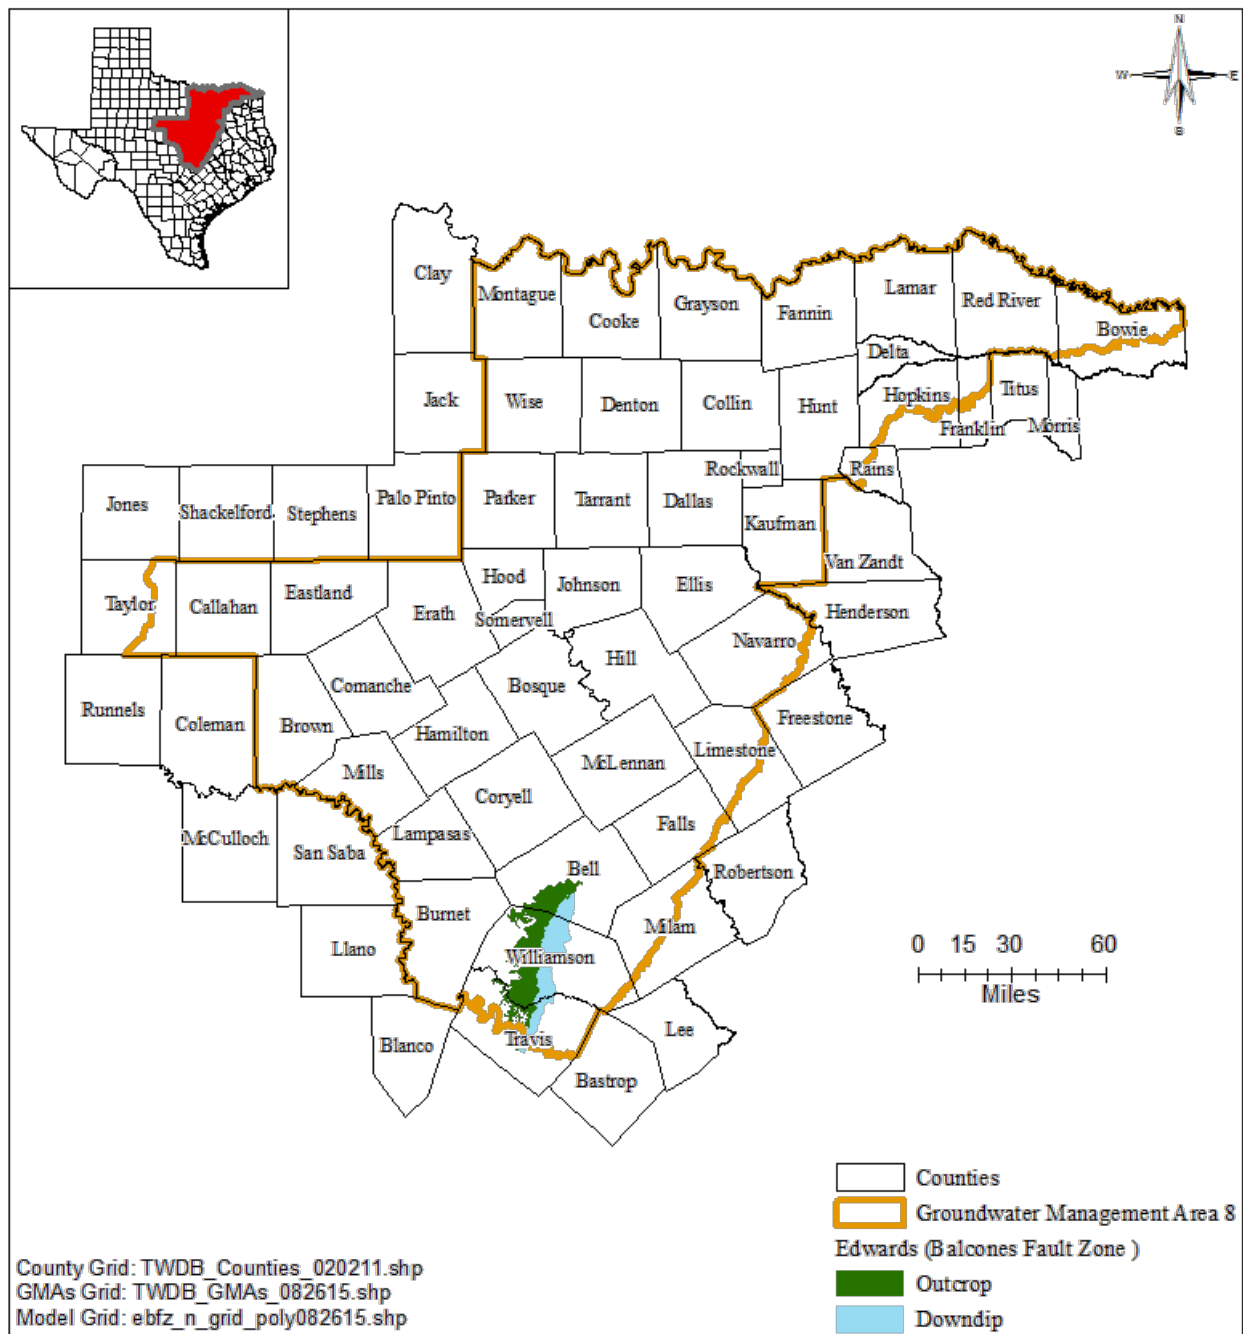 N
W E
S
Clay
Montague
Cooke
Grayson
Fannin
Lamar
Red River
Bowie
Delta
Jack
Wise
Denton
Collin
Hunt
Hopkins
Titus
Franklin
Morris
Rockwall
Rains
Jones
Shackelford
Stephens
Palo Pinto
Parker
Tarrant
Dallas
Kaufman
Van Zandt
Taylor
Callahan
Eastland
Erath
Hood
Somervell
Johnson
Ellis
Henderson
Navarro
Runnels
Coleman
Brown
Comanche
Bosque
Hill
Freestone
Hamilton
Mills
McLennan
Limestone
Coryell
McCulloch
San Saba
Lampasas
Falls
Bell
Robertson
Burnet
Milam
Llano
Williamson
Blanco
Travis
Lee
Bastrop
0 15 30 60
Miles
Counties
Groundwater Management Area 8
Edwards (Balcones Fault Zone )
Outcrop
Downdip
County Grid: TWDB_Counties_020211.shp
GMAs Grid: TWDB_GMAs_082615.shp
Model Grid: ebfz_n_grid_poly082615.shp